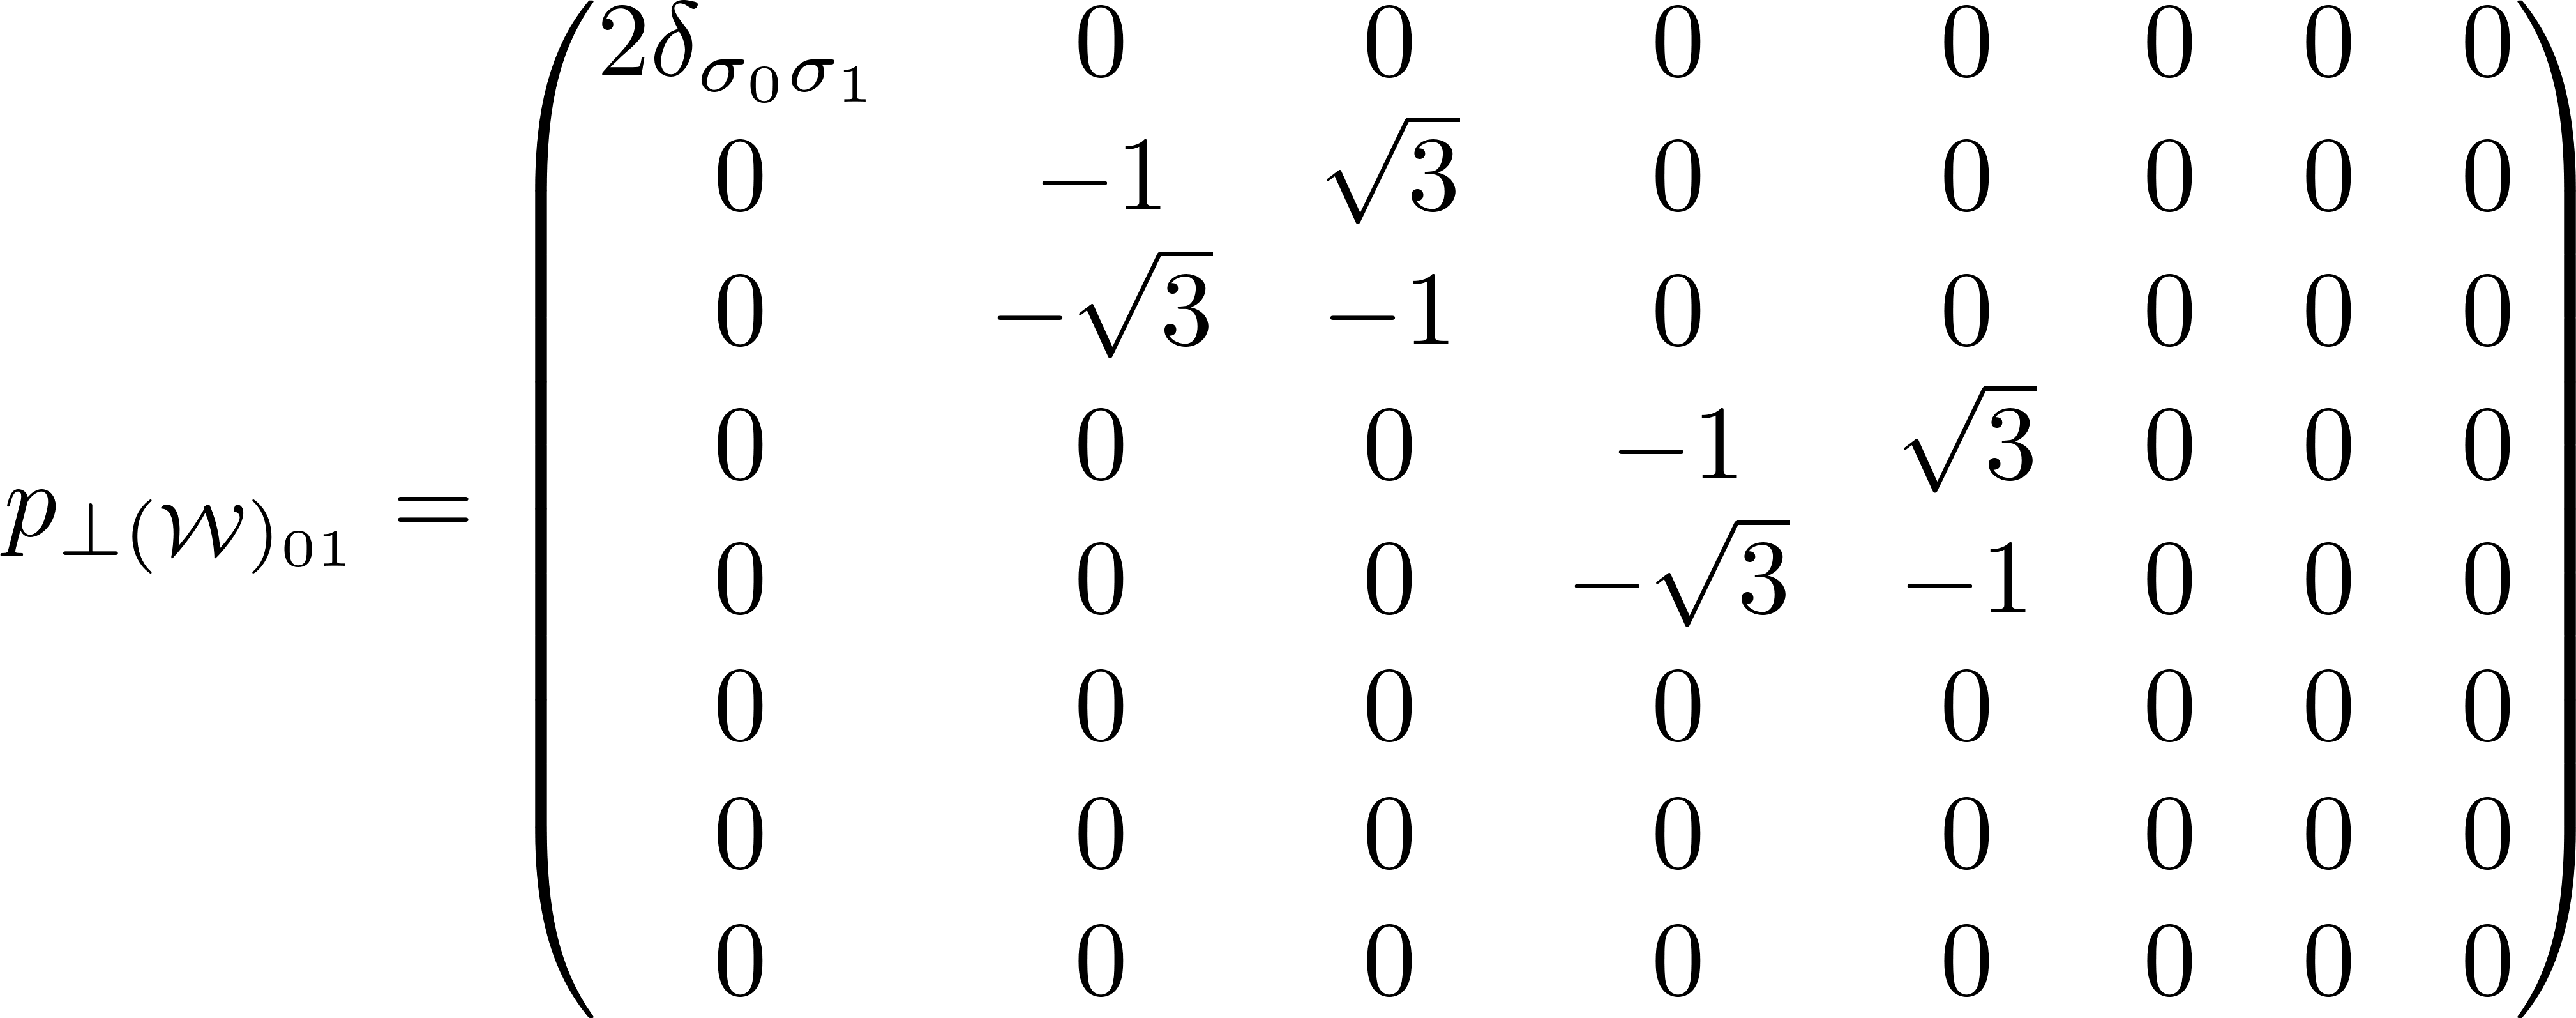 $p_{\perp(\mathcal{W})_{01}} = \begin{pmatrix} 2\delta_{\sigma_0\sigma_1} & 0 & 0 & 0 & 0 & 0 & 0 & 0 \\ 0 & -1 & \sqrt{3} & 0 & 0 & 0 & 0 & 0 \\ 0 & -\sqrt{3} & -1 & 0 & 0 & 0 & 0 & 0 \\ 0 & 0 & 0 & -1 & \sqrt{3} & 0 & 0 & 0 \\ 0 & 0 & 0 & -\sqrt{3} & -1 & 0 & 0 & 0 \\ 0 & 0 & 0 & 0 & 0 & 0 & 0 & 0 \\ 0 & 0 & 0 & 0 & 0 & 0 & 0 & 0 \\ 0 & 0 & 0 & 0 & 0 & 0 & 0 & 0 \end{pmatrix}$